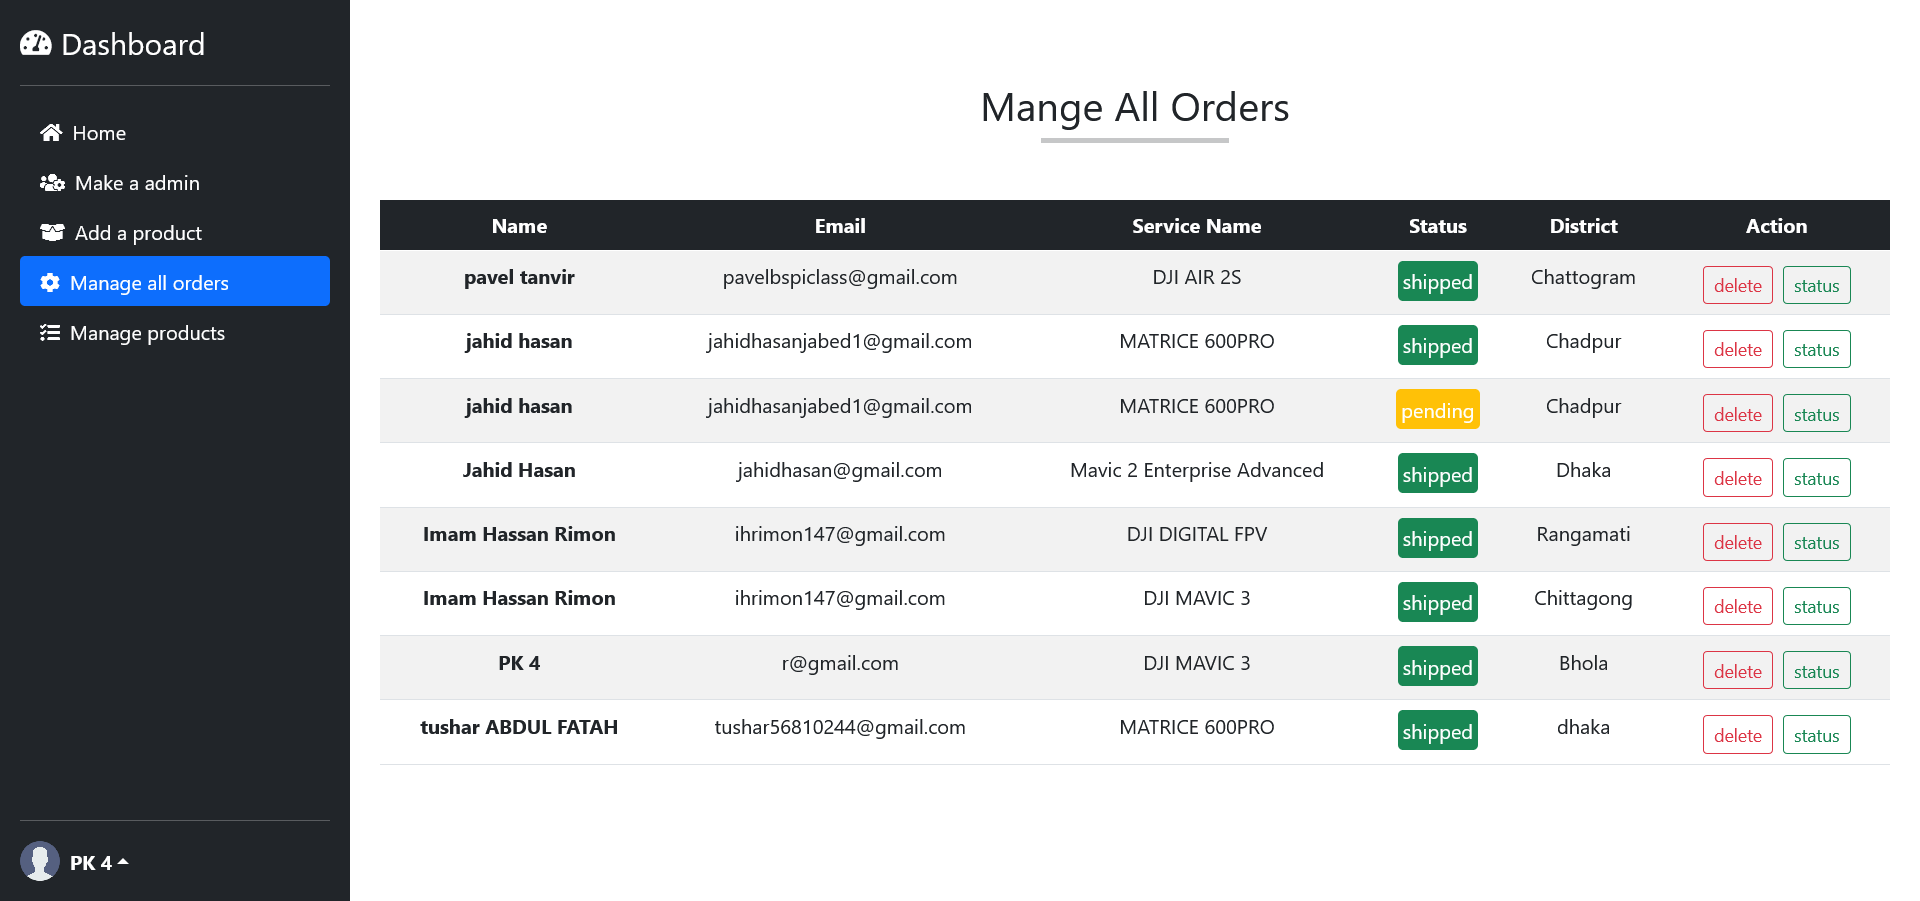 Dashboard
Home
Make a admin
Add a product
Manage all orders
Manage products
PK 4
Mange All Orders
Name Email Service Name Status District Action
pavel tanvir pavelbspiclass@gmail.com DJI AIR 2S shipped Chattogram delete status
jahid hasan jahidhasanjabed1@gmail.com MATRICE 600PRO shipped Chadpur delete status
jahid hasan jahidhasanjabed1@gmail.com MATRICE 600PRO pending Chadpur delete status
Jahid Hasan jahidhasan@gmail.com Mavic 2 Enterprise Advanced shipped Dhaka delete status
Imam Hassan Rimon ihrimon147@gmail.com DJI DIGITAL FPV shipped Rangamati delete status
Imam Hassan Rimon ihrimon147@gmail.com DJI MAVIC 3 shipped Chittagong delete status
PK 4 r@gmail.com DJI MAVIC 3 shipped Bhola delete status
tushar ABDUL FATAH tushar56810244@gmail.com MATRICE 600PRO shipped dhaka delete status